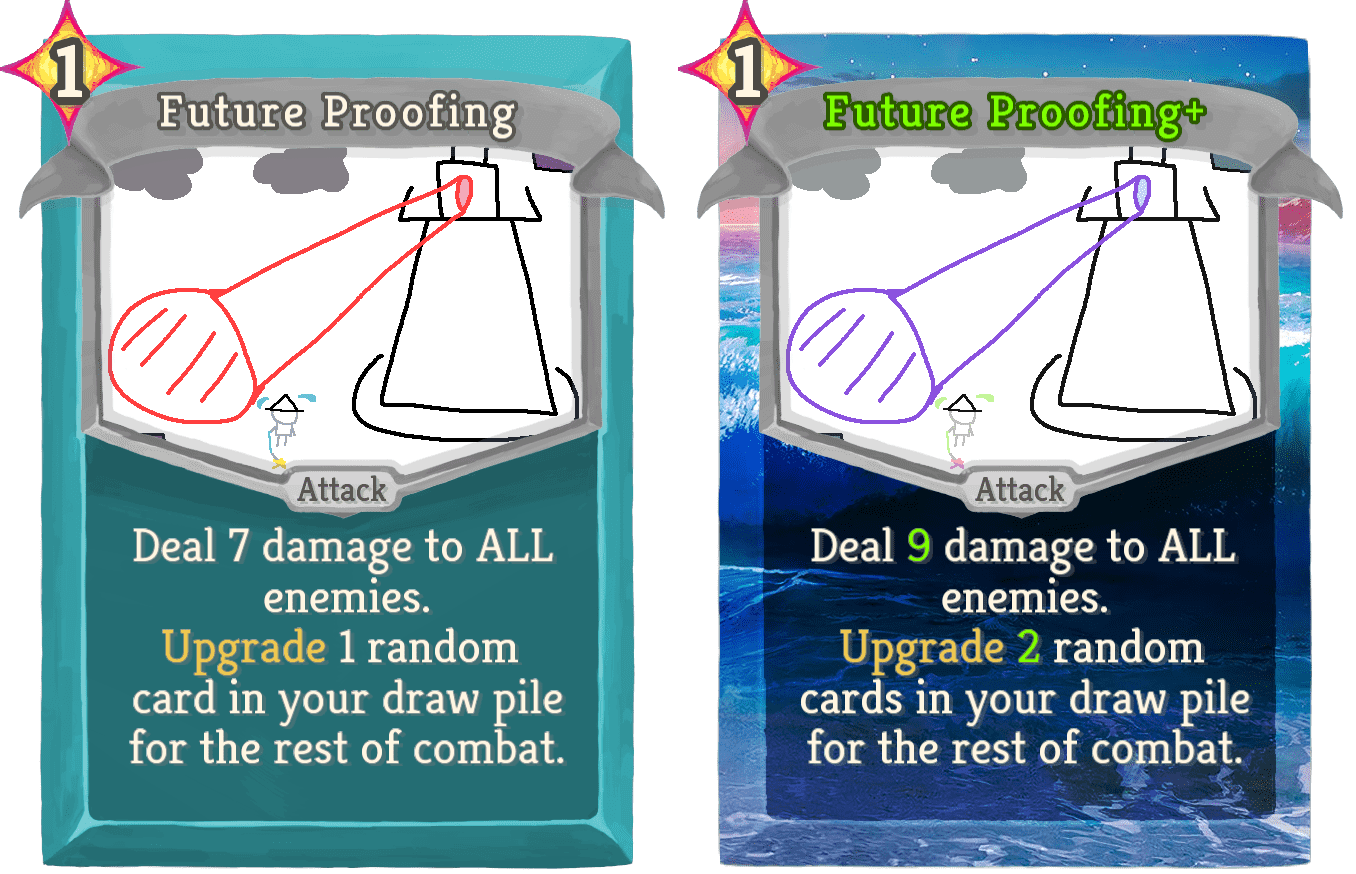 1
Future Proofing
Attack
Deal 7 damage to ALL
enemies.
Upgrade 1 random
card in your draw pile
for the rest of combat.
1
Future Proofing+
Attack
Deal 9 damage to ALL
enemies.
Upgrade 2 random
cards in your draw pile
for the rest of combat.